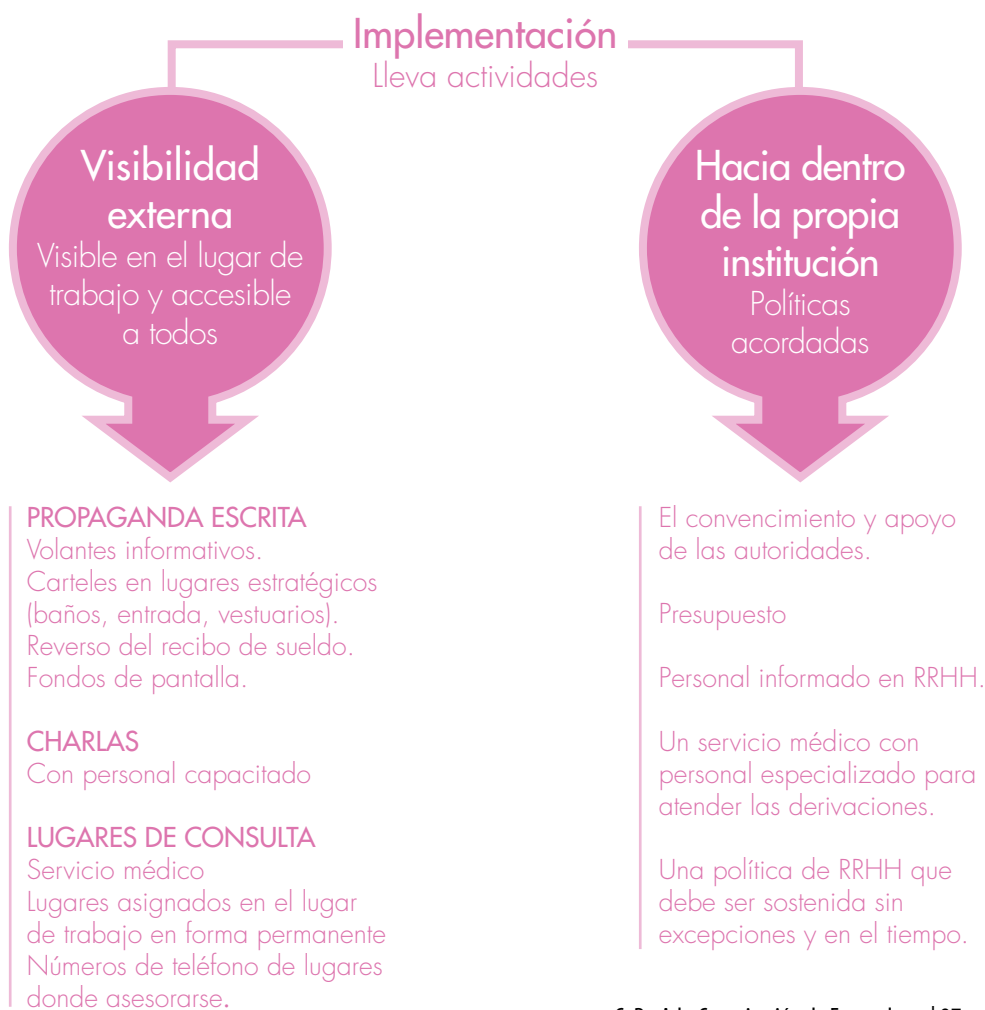 Implementación
Lleva actividades
Visibilidad
externa
Visible en el lugar de
trabajo y accesible
a todos
Hacia dentro
de la propia
institución
Políticas
acordadas
PROPAGANDA ESCRITA
Volantes informativos.
Carteles en lugares estratégicos
(baños, entrada, vestuarios).
Reverso del recibo de sueldo.
Fondos de pantalla.
CHARLAS
Con personal capacitado
LUGARES DE CONSULTA
Servicio médico
Lugares asignados en el lugar
de trabajo en forma permanente
Números de teléfono de lugares
donde asesorarse.
El convencimiento y apoyo
de las autoridades.
Presupuesto
Personal informado en RRHH.
Un servicio médico con
personal especializado para
atender las derivaciones.
Una política de RRHH que
debe ser sostenida sin
excepciones y en el tiempo.